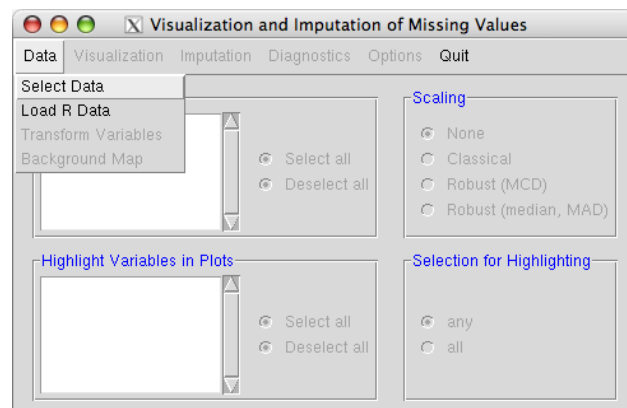 X Visualization and Imputation of Missing Values
Data Visualization Imputation Diagnostics Options Quit
Select Data
Load R Data
Transform Variables
Background Map
Select all
Deselect all
Scaling
None
Classical
Robust (MCD)
Robust (median, MAD)
Highlight Variables in Plots
Select all
Deselect all
Selection for Highlighting
any
all